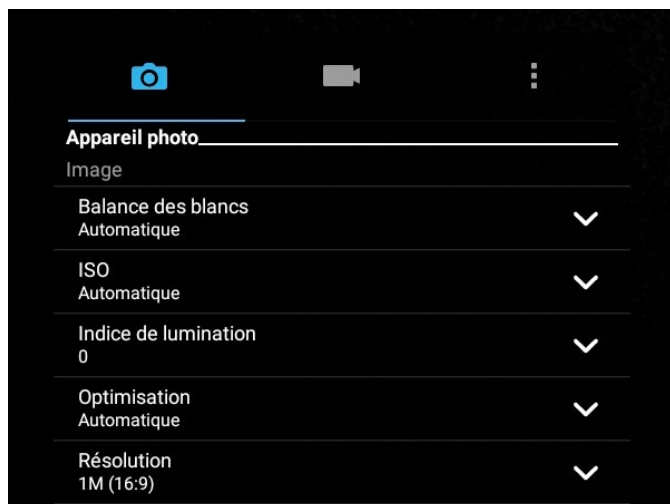 Appareil photo
Image
Balance des blancs
Automatique
ISO
Automatique
Indice de lumination
0
Optimisation
Automatique
Résolution
1M (16:9)